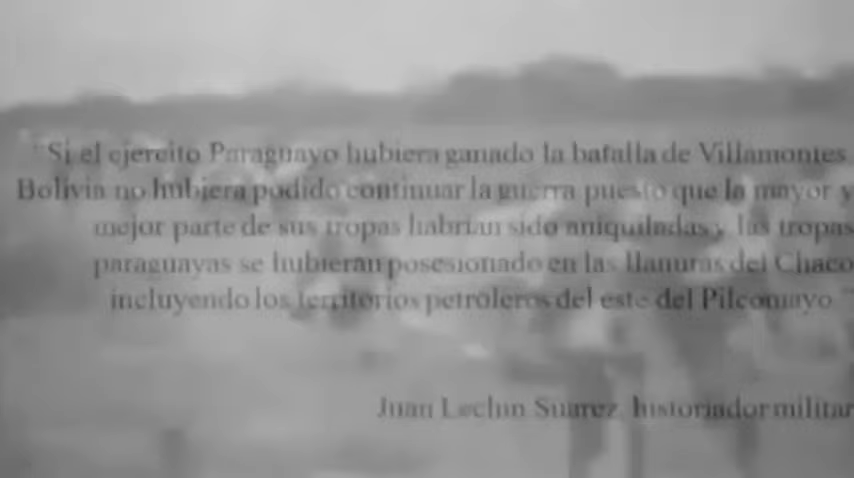 "Si el ejercito Paraguayo hubiera ganado la batalla de Villamontes
Bolivia no hubiera podido continuar la guerra puesto que la mayor y
mejor parte de sus tropas habrian sido aniquiladas y las tropas
paraguayas se hubieran posesionado en las llanuras del Chaco
incluyendo los territorios petroleros del este del Pilcomayo."
Juan Lechin Suarez, historiador militar